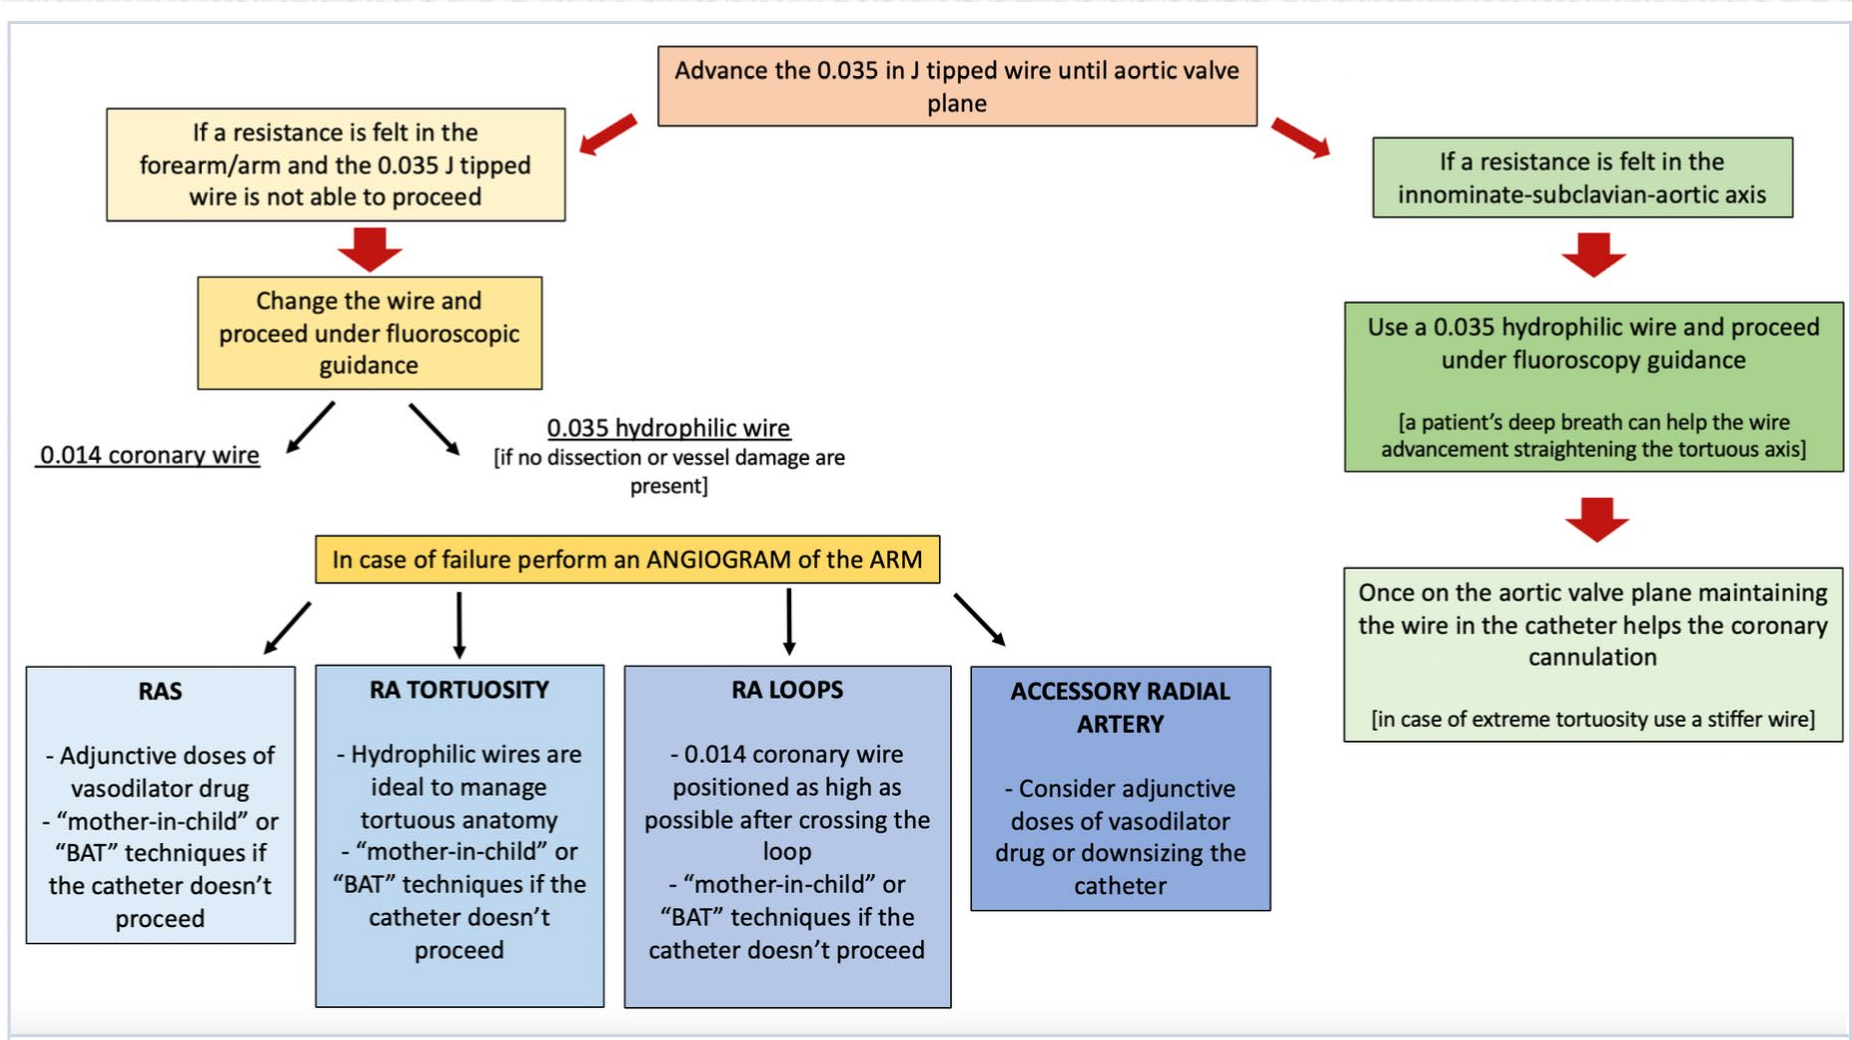 Advance the 0.035 in J tipped wire until aortic valve
plane
If a resistance is felt in the
forearm/arm and the 0.035 J tipped
wire is not able to proceed
Change the wire and
proceed under fluoroscopic
guidance
0.014 coronary wire
0.035 hydrophilic wire
[if no dissection or vessel damage are
present]
In case of failure perform an ANGIOGRAM of the ARM
RAS
- Adjunctive doses of
vasodilator drug
- “mother-in-child” or
“BAT” techniques if
the catheter doesn’t
proceed
RA TORTUOSITY
- Hydrophilic wires are
ideal to manage
tortuous anatomy
- “mother-in-child” or
“BAT” techniques if the
catheter doesn’t
proceed
RA LOOPS
- 0.014 coronary wire
positioned as high as
possible after crossing the
loop
- “mother-in-child” or
“BAT” techniques if the
catheter doesn’t proceed
ACCESSORY RADIAL
ARTERY
- Consider adjunctive
doses of vasodilator
drug or downsizing the
catheter
If a resistance is felt in the
innominate-subclavian-aortic axis
Use a 0.035 hydrophilic wire and proceed
under fluoroscopy guidance
[a patient’s deep breath can help the wire
advancement straightening the tortuous axis]
Once on the aortic valve plane maintaining
the wire in the catheter helps the coronary
cannulation
[in case of extreme tortuosity use a stiffer wire]